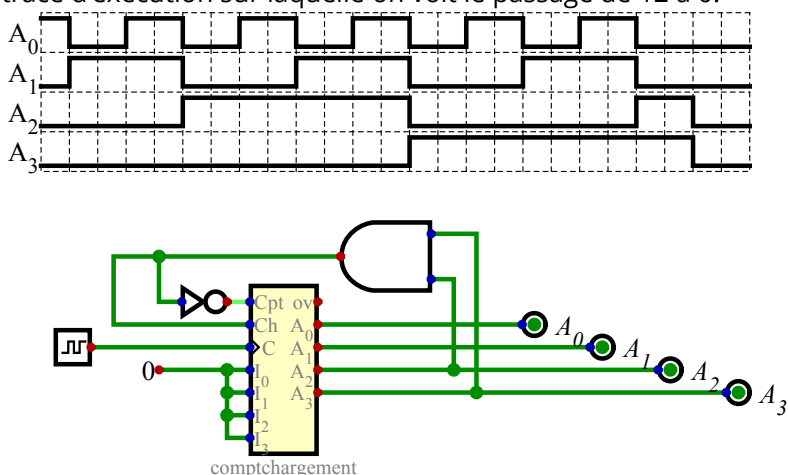 trace d'exécution sur laquelle on voit le passage de 12 à 0.
A0
A1
A2
A3
Cpt ov
Ch A0
C A1
0 I0 A2
I1 A3
I2
I3
A0
A1
A2
A3
comptchargement